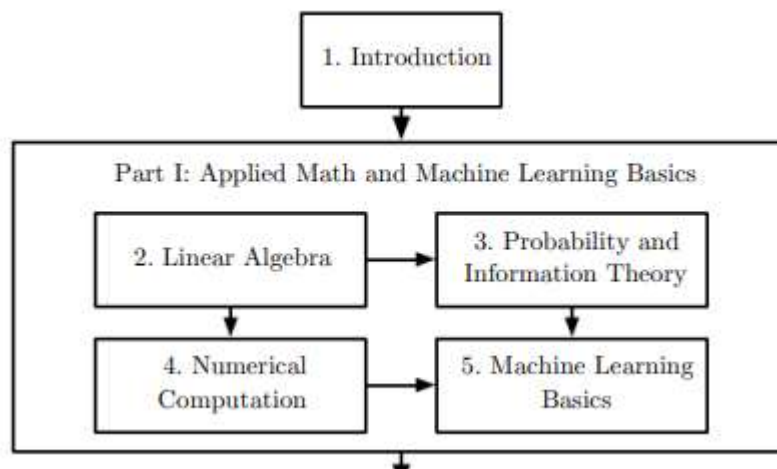 1. Introduction
Part I: Applied Math and Machine Learning Basics
2. Linear Algebra
3. Probability and
Information Theory
4. Numerical
Computation
5. Machine Learning
Basics